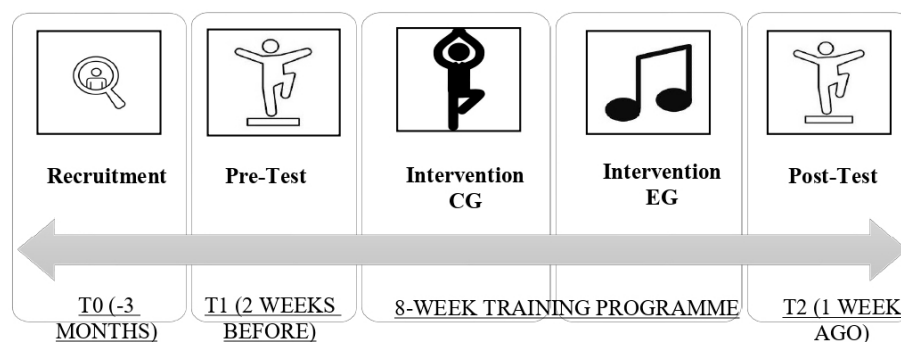 Recruitment
Pre-Test
Intervention
CG
Intervention
EG
Post-Test
T0 (-3
MONTHS)
T1 (2 WEEKS
BEFORE)
8-WEEK TRAINING PROGRAMME
T2 (1 WEEK
AGO)